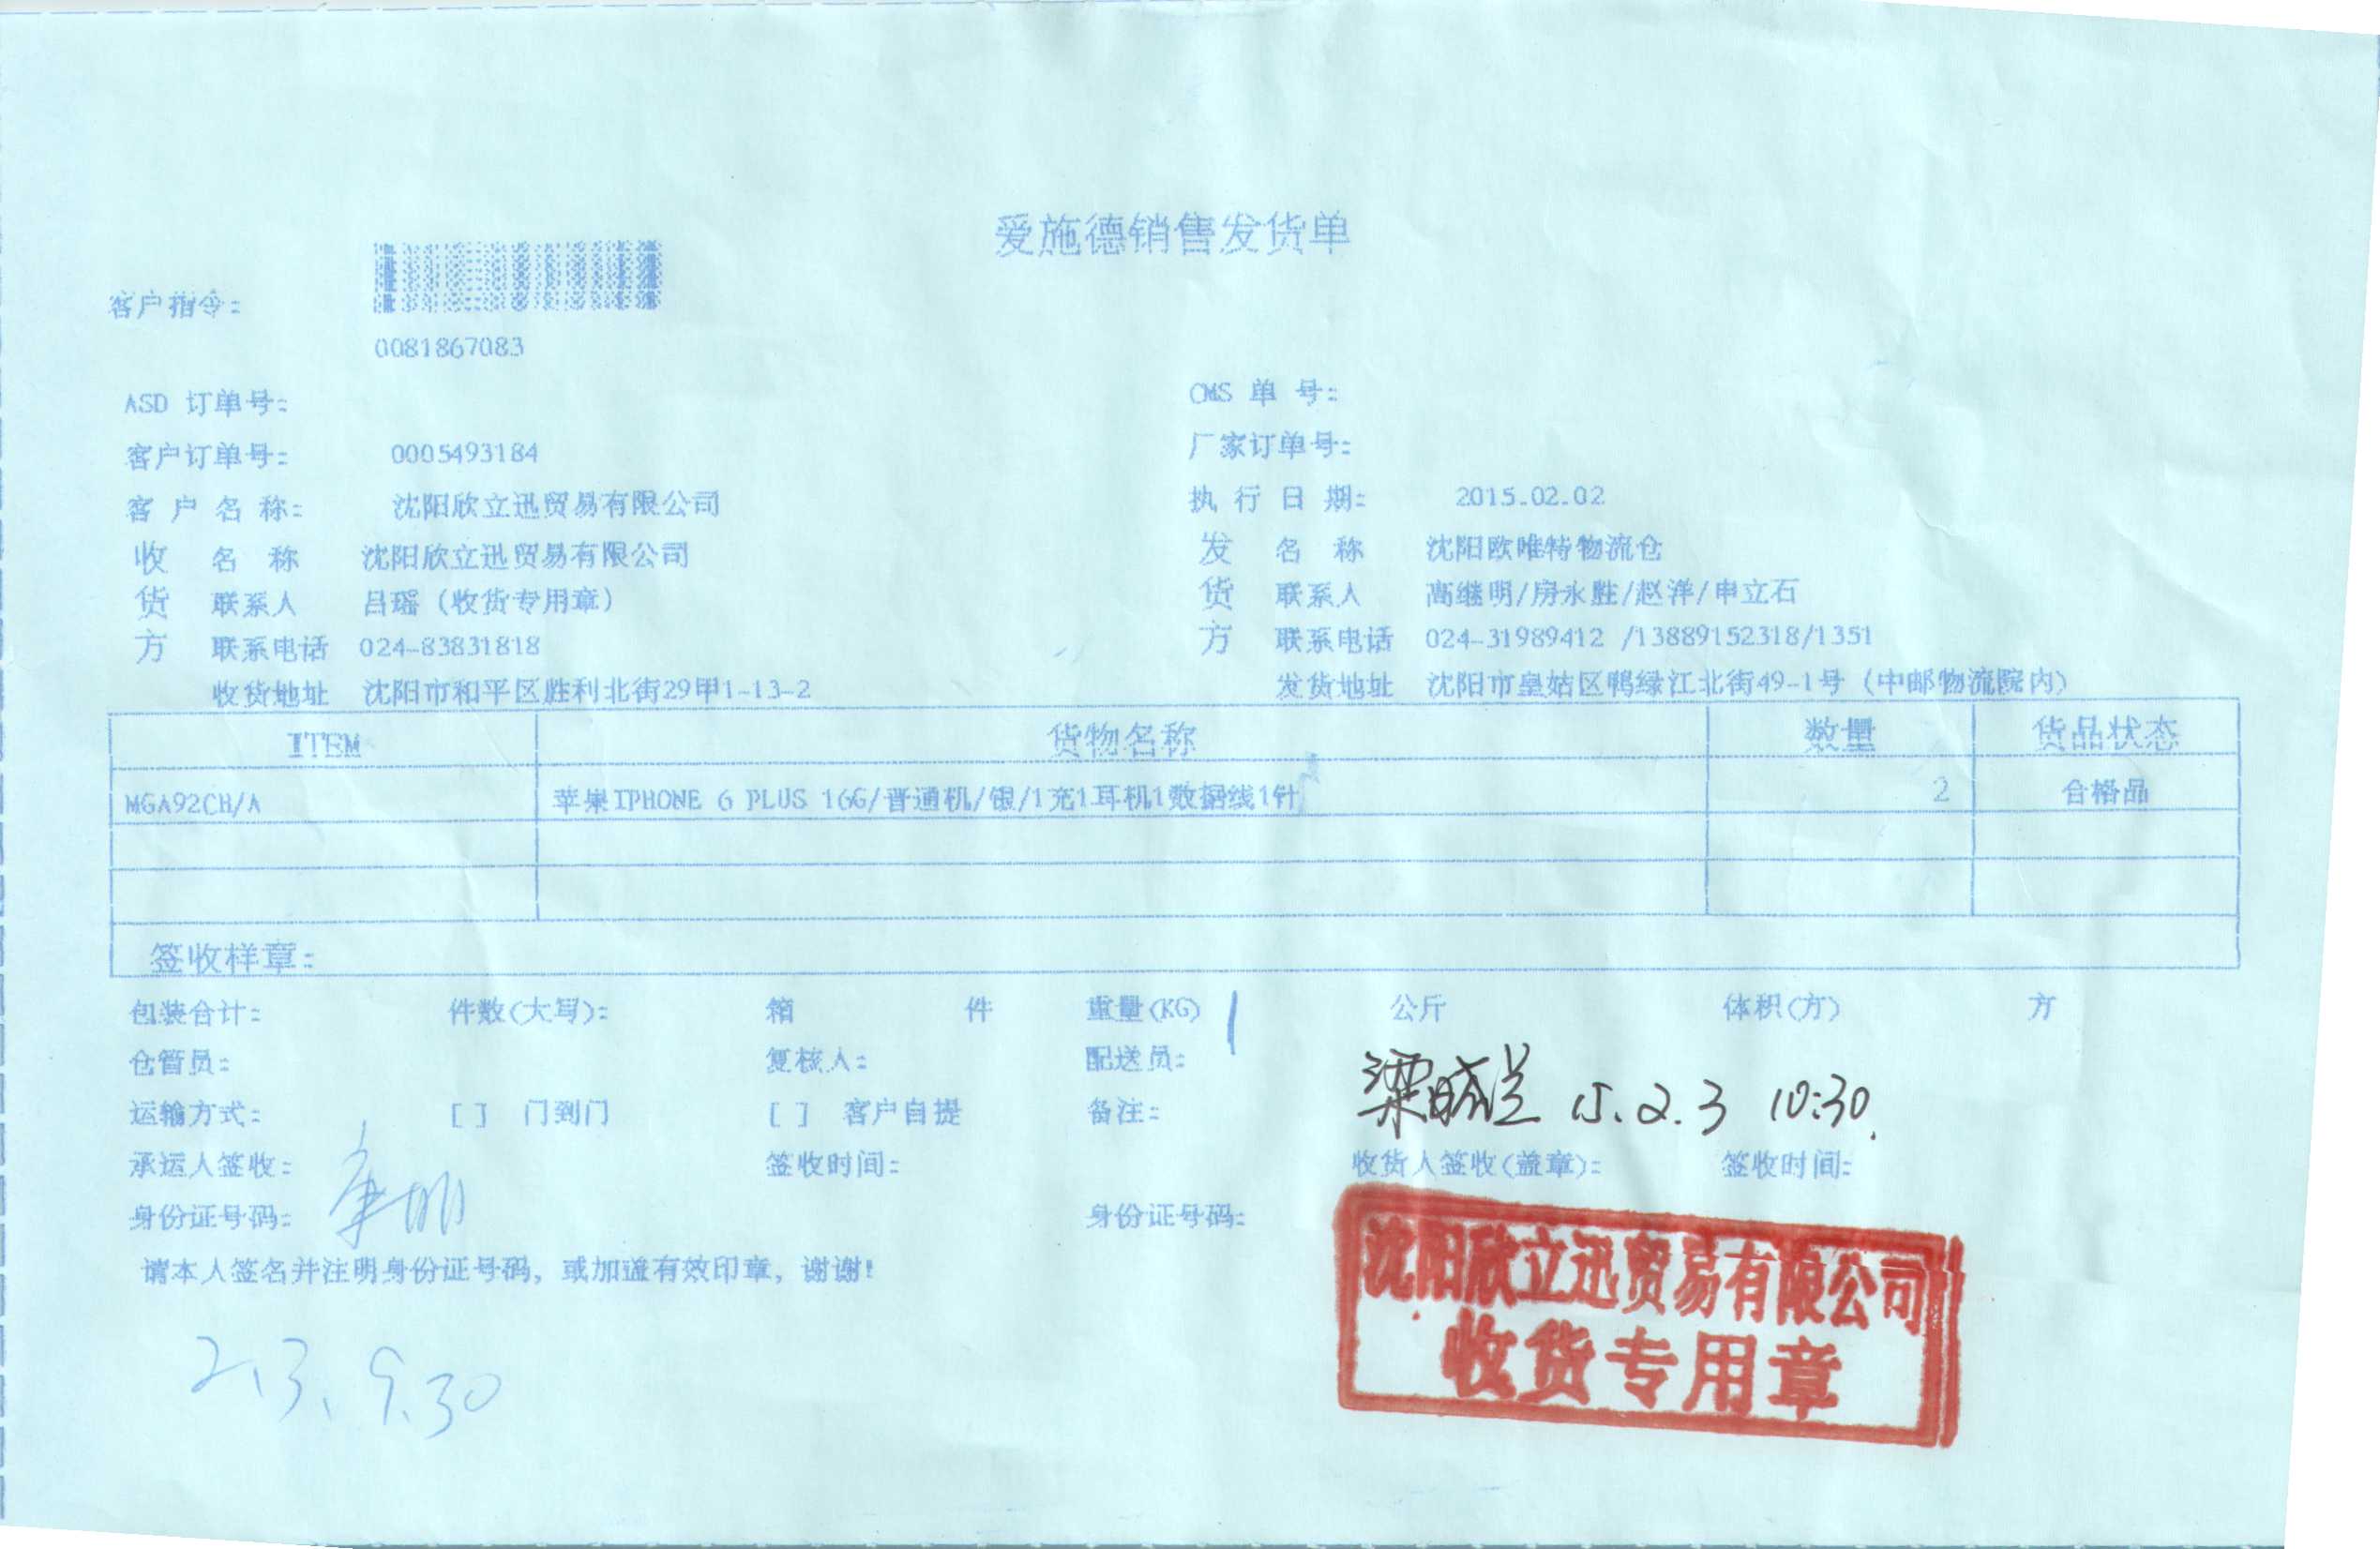 爱施德销售发货单
客户指令:
0081867083
ASD 订单号:
CMS 单 号:
客户订单号: 0005493184
厂家订单号:
客 户 名 称: 沈阳欣立迅贸易有限公司
执 行 日 期: 2015.02.02
收 名 称 沈阳欣立迅贸易有限公司
发 名 称 沈阳欧唯特物流仓
货 联系人 吕瑶（收货专用章）
货 联系人 高继明/房永胜/赵洋/申立石
方 联系电话 024-83831818
方 联系电话 024-31989412 /13889152318/1351
收货地址 沈阳市和平区胜利北街29甲1-13-2
发货地址 沈阳市皇姑区鸭绿江北街49-1号（中邮物流院内）
ITEM 货物名称 数量 货品状态
MGA92CH/A 苹果IPHONE 6 PLUS 16G/普通机/银/1充1耳机1数据线1针 2 合格品
签收样章:
包装合计: 件数(大写): 箱 件 重量(KG) 1 公斤 体积(方) 方
仓管员: 复核人: 配送员:
梁晓兰 15.2.3 10:30.
运输方式: [ ] 门到门 [ ] 客户自提 备注:
承运人签收: 签收时间: 收货人签收(盖章): 签收时间:
身份证号码: 身份证号码:
请本人签名并注明身份证号码，或加盖有效印章，谢谢!
沈阳欣立迅贸易有限公司
收货专用章
2.3. 9.30